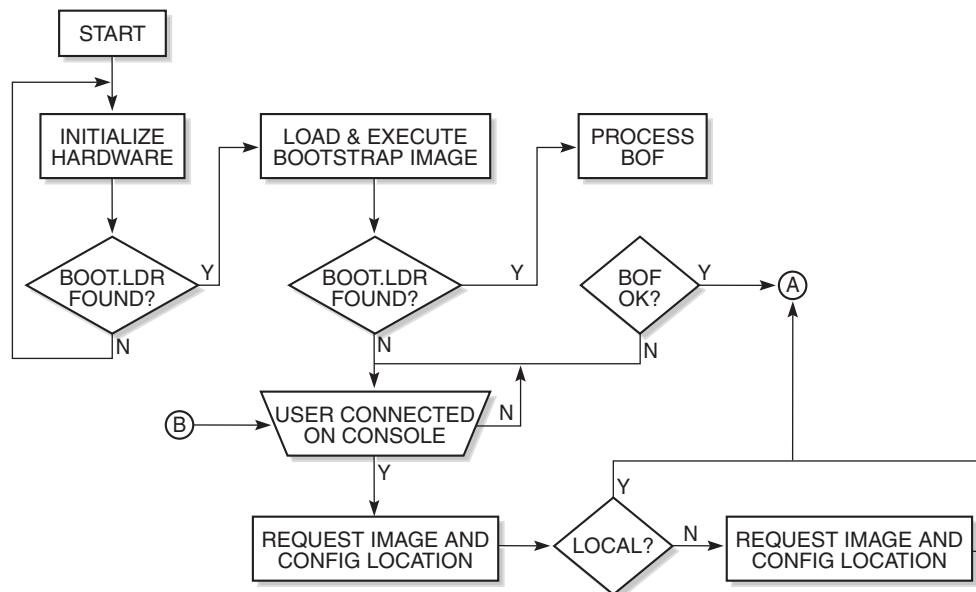 START
INITIALIZE
HARDWARE
LOAD & EXECUTE
BOOTSTRAP IMAGE
PROCESS
BOF
BOOT.LDR
FOUND?
Y
N
BOOT.LDR
FOUND?
Y
N
BOF
OK?
Y
N
A
B
USER CONNECTED
ON CONSOLE
N
Y
REQUEST IMAGE AND
CONFIG LOCATION
LOCAL?
Y
N
REQUEST IMAGE AND
CONFIG LOCATION